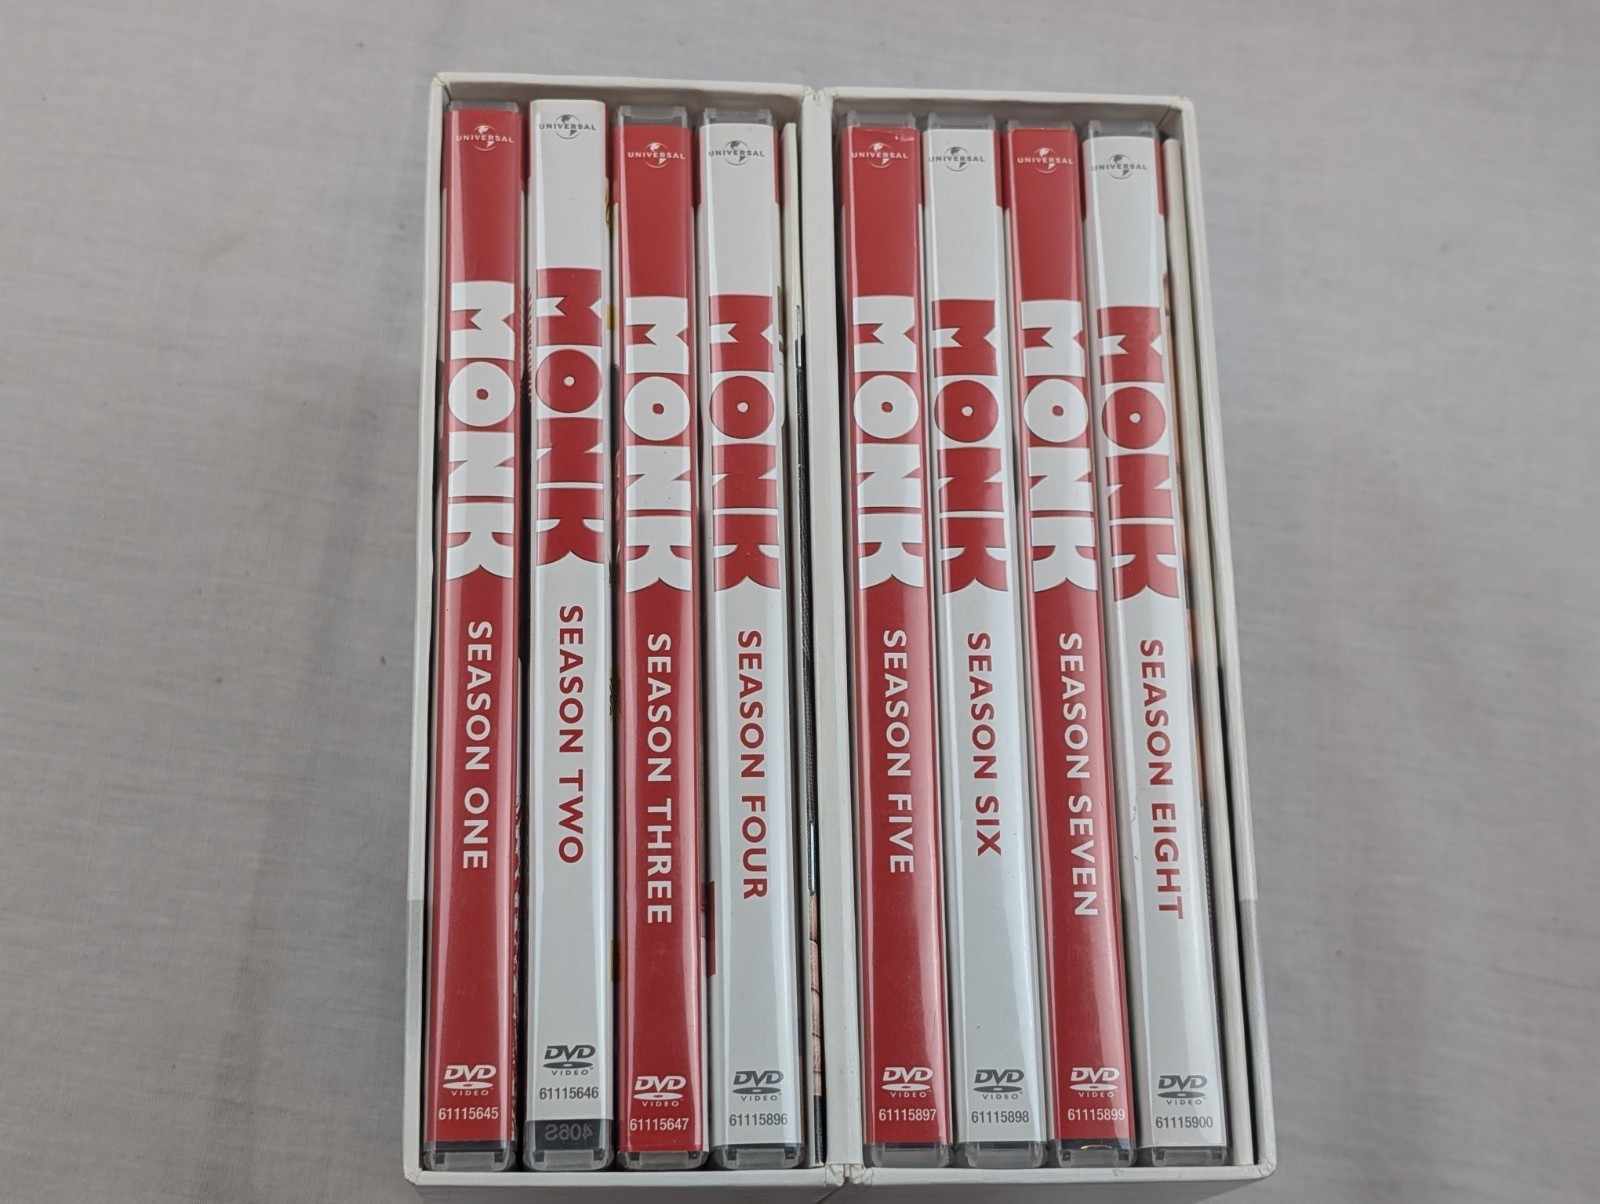 UNIVERSAL
MONK
SEASON ONE
DVD
VIDEO
61115645
UNIVERSAL
MONK
SEASON TWO
DVD
VIDEO
61115646
406S
UNIVERSAL
MONK
SEASON THREE
DVD
VIDEO
61115647
UNIVERSAL
MONK
SEASON FOUR
DVD
VIDEO
61115896
UNIVERSAL
MONK
SEASON FIVE
DVD
VIDEO
61115897
UNIVERSAL
MONK
SEASON SIX
DVD
VIDEO
61115898
UNIVERSAL
MONK
SEASON SEVEN
DVD
VIDEO
61115899
UNIVERSAL
MONK
SEASON EIGHT
DVD
VIDEO
61115900